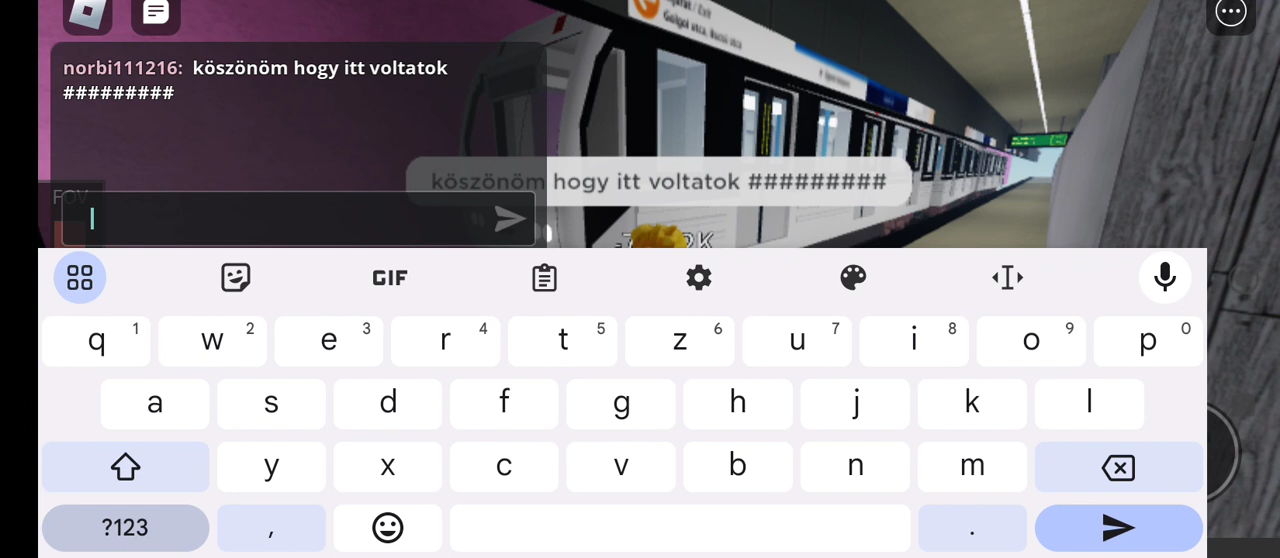 norbi111216: köszönöm hogy itt voltatok
#########
köszönöm hogy itt voltatok #########
FOV
GIF
q 1 w 2 e 3 r 4 t 5 z 6 u 7 i 8 o 9 p 0
a s d f g h j k l
y x c v b n m
?123 , .